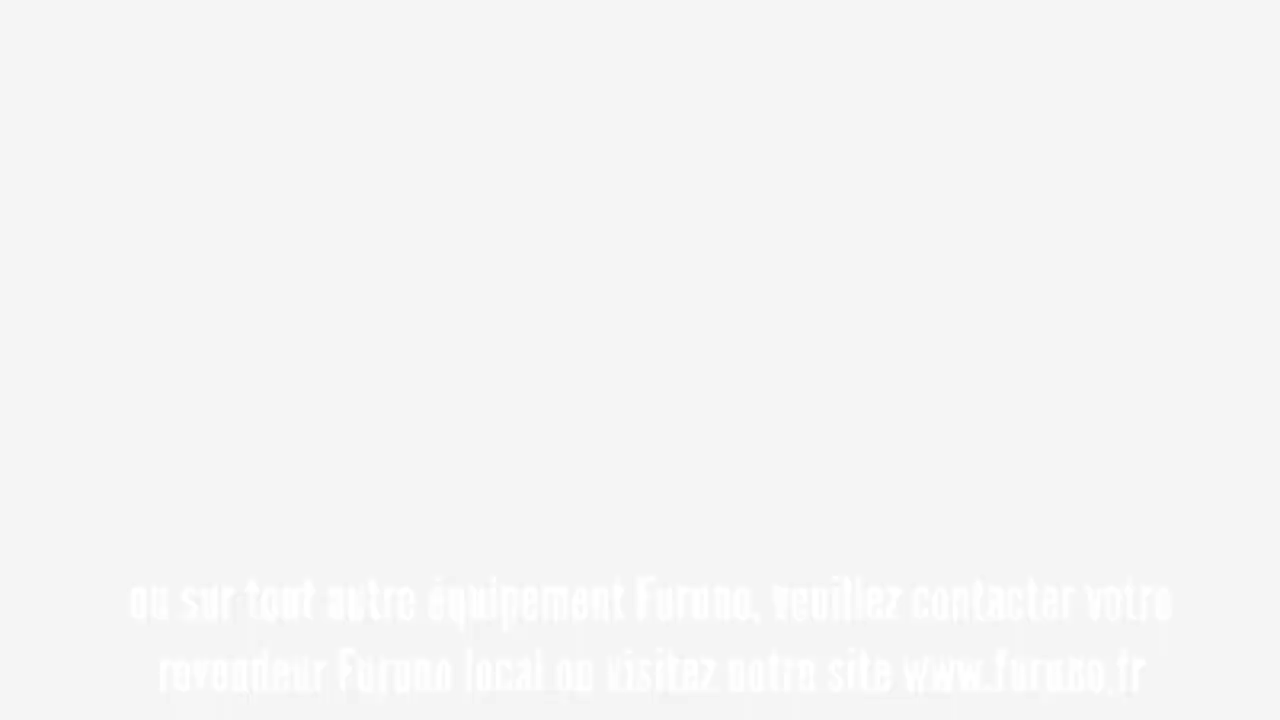 ou sur tout autre équipement Furuno, veuillez contacter votre
revendeur Furuno local ou visitez notre site www.furuno.fr